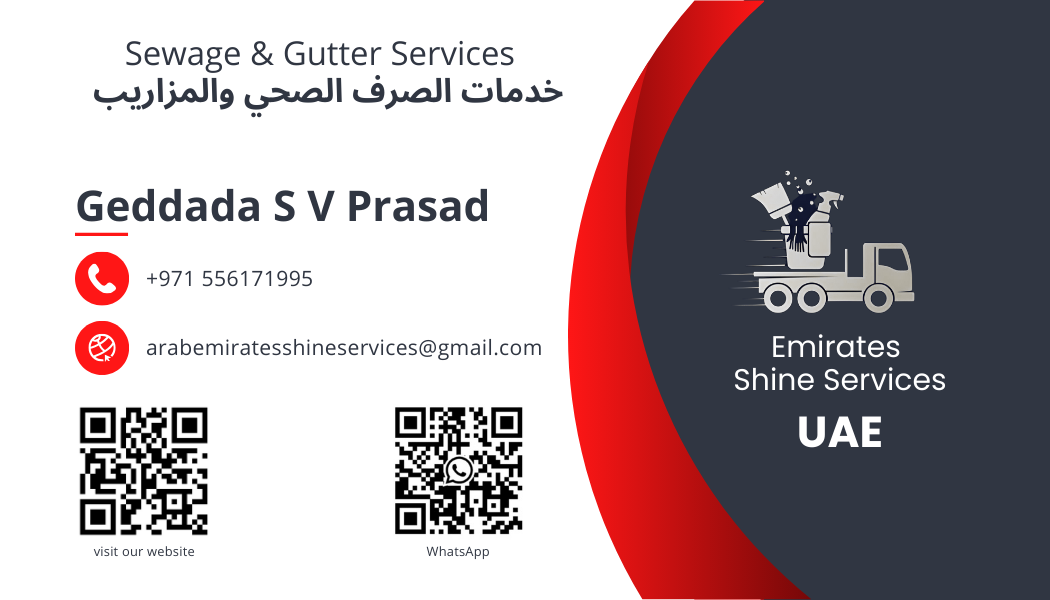 Sewage & Gutter Services
خدمات الصرف الصحي والمزاريب
Geddada S V Prasad
+971 556171995
arabemiratesshineservices@gmail.com
visit our website
WhatsApp
Emirates
Shine Services
UAE